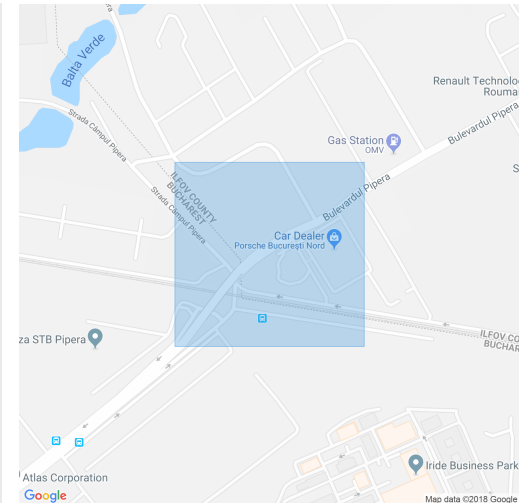 Balta Verde
Renault Technolo
Rouma
Strada Câmpul Pipera
Bulevardul Pipera
Gas Station
OMV
S
ILFOV COUNTY
BUCHAREST
Strada Câmpul Pipera
Bulevardul Pipera
Car Dealer
Porsche București Nord
za STB Pipera
ILFOV CO
BUCHAR
Iride Business Park
Atlas Corporation
Google
Map data ©2018 Google